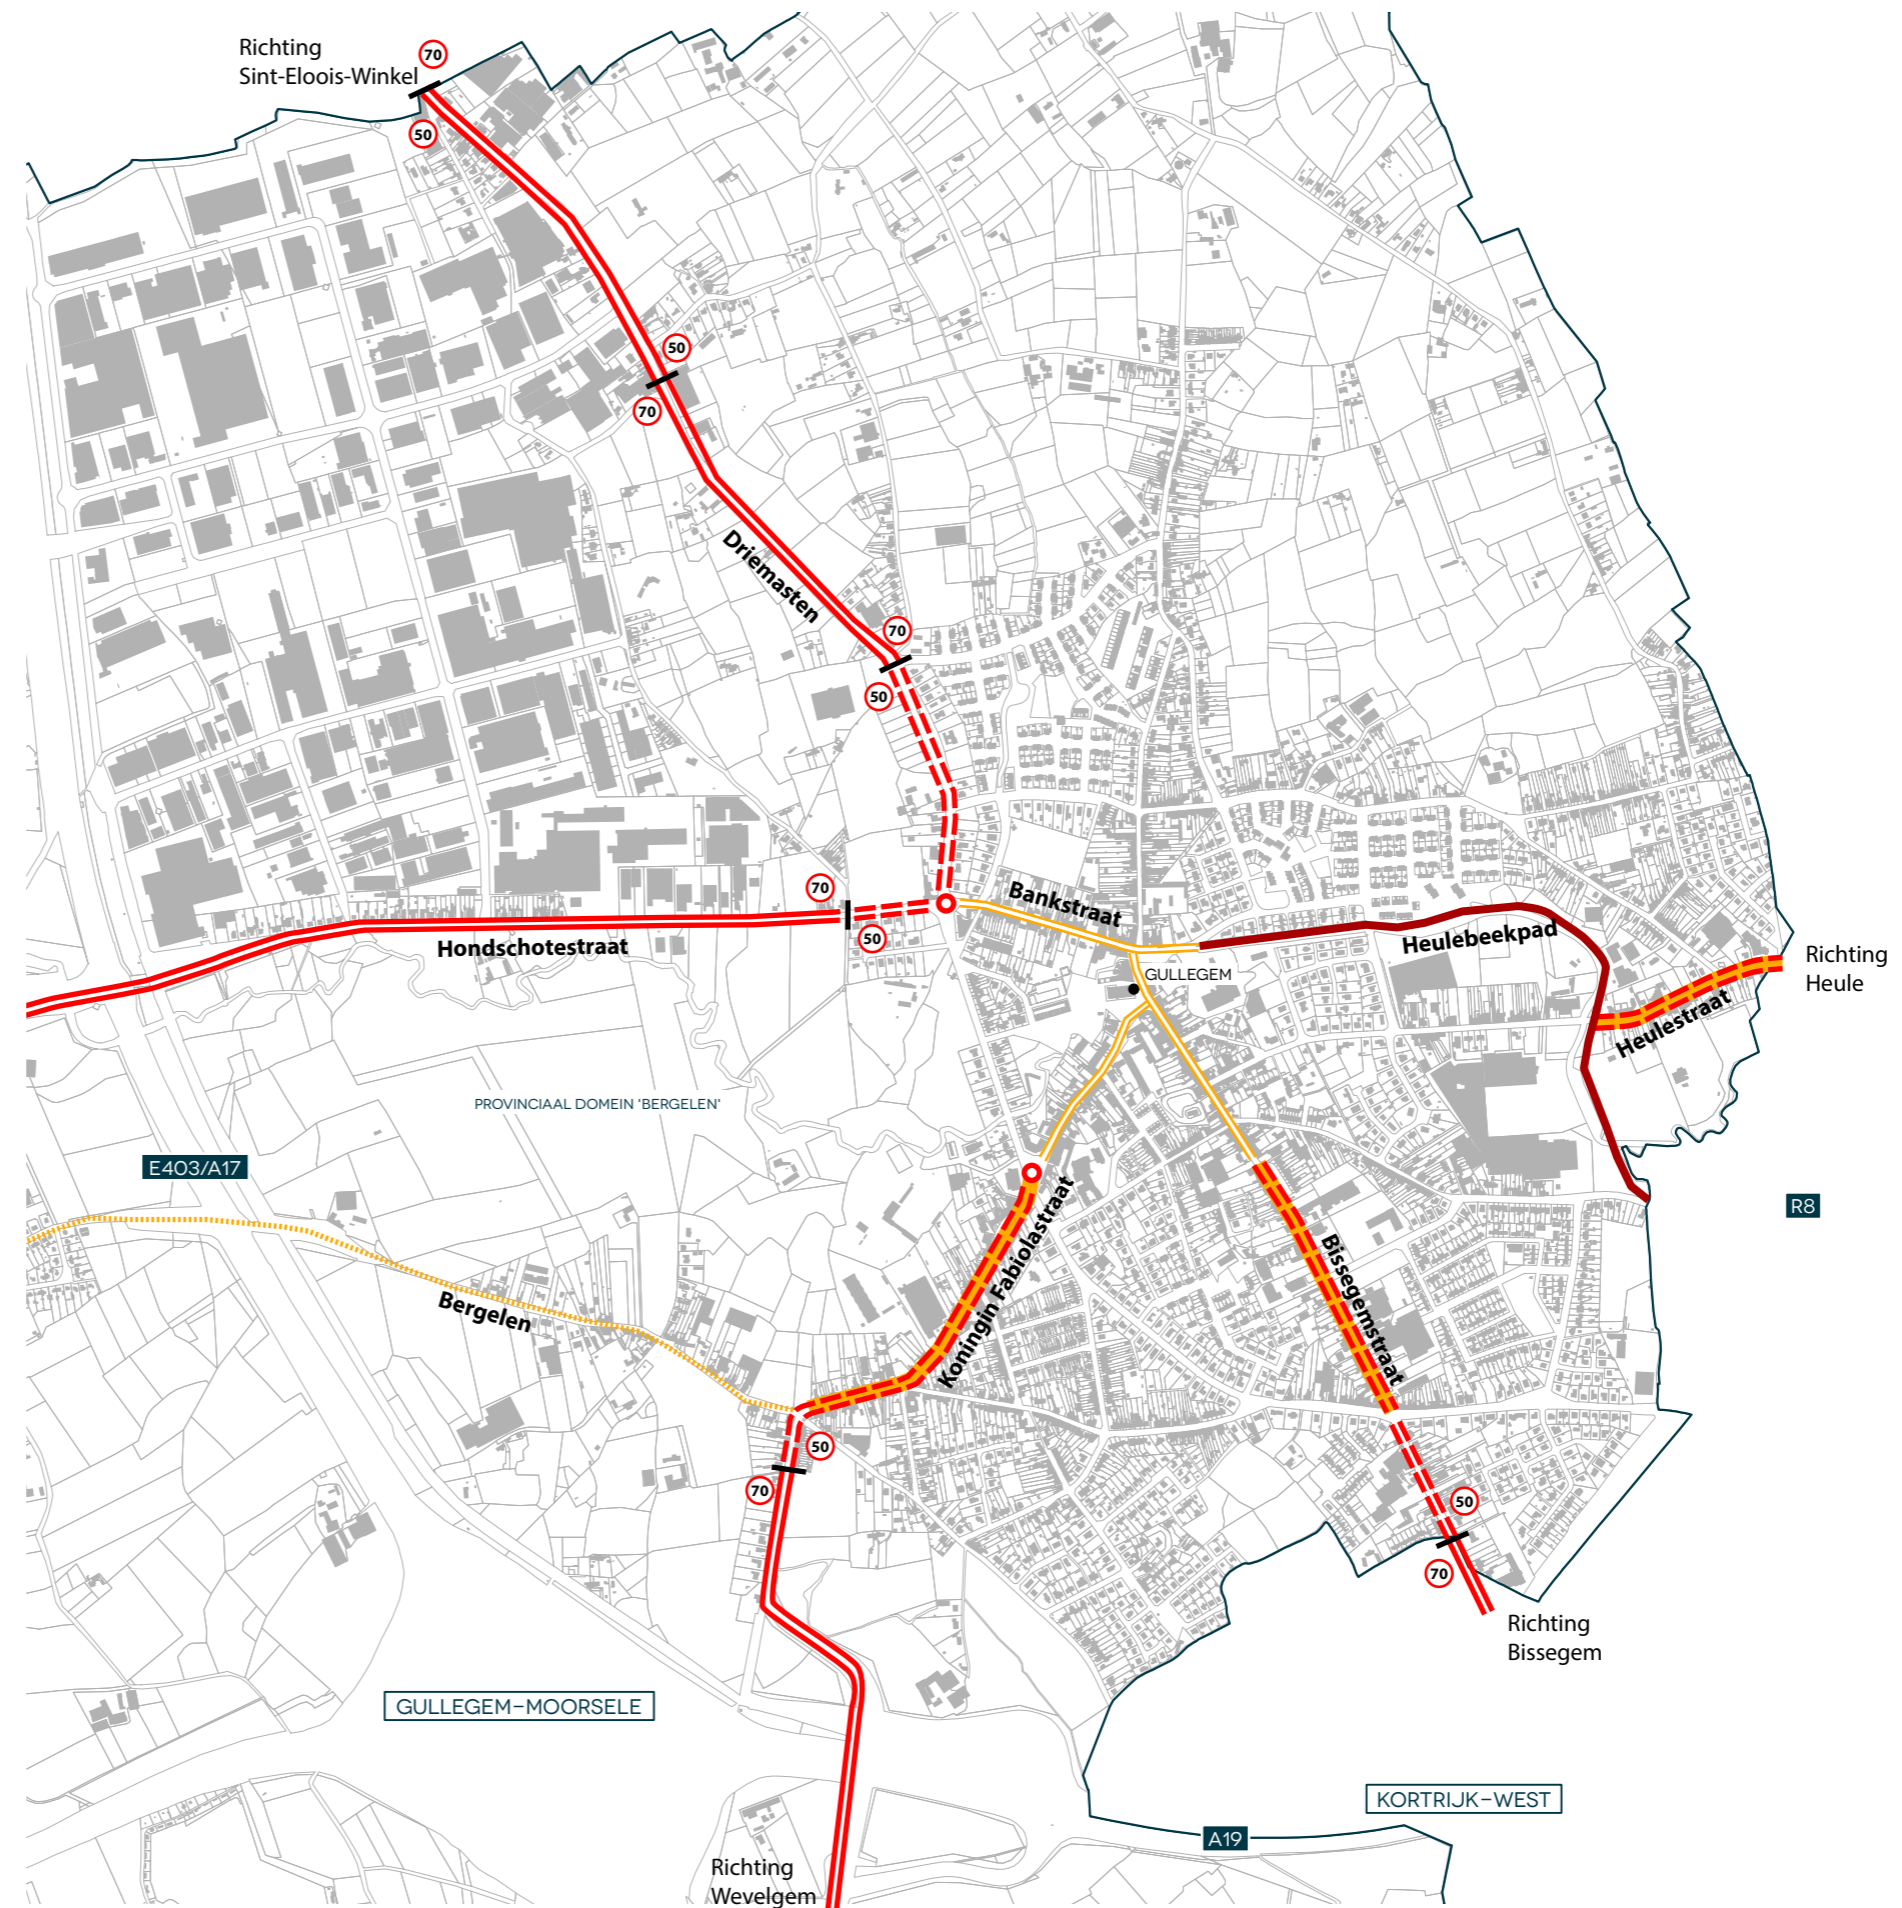 Richting
Sint-Eloois-Winkel
70
50
50
70
Driemasten
70
50
70
50
Hondschotestraat
Bankstraat
GULLEGEM
Heulebeekpad
Richting
Heule
Heulestraat
PROVINCIAAL DOMEIN 'BERGELEN'
E403/A17
R8
Koningin Fabiolastraat
Bissegemstraat
Bergelen
50
70
50
70
Richting
Bissegem
GULLEGEM-MOORSELE
KORTRIJK-WEST
A19
Richting
Wevelgem